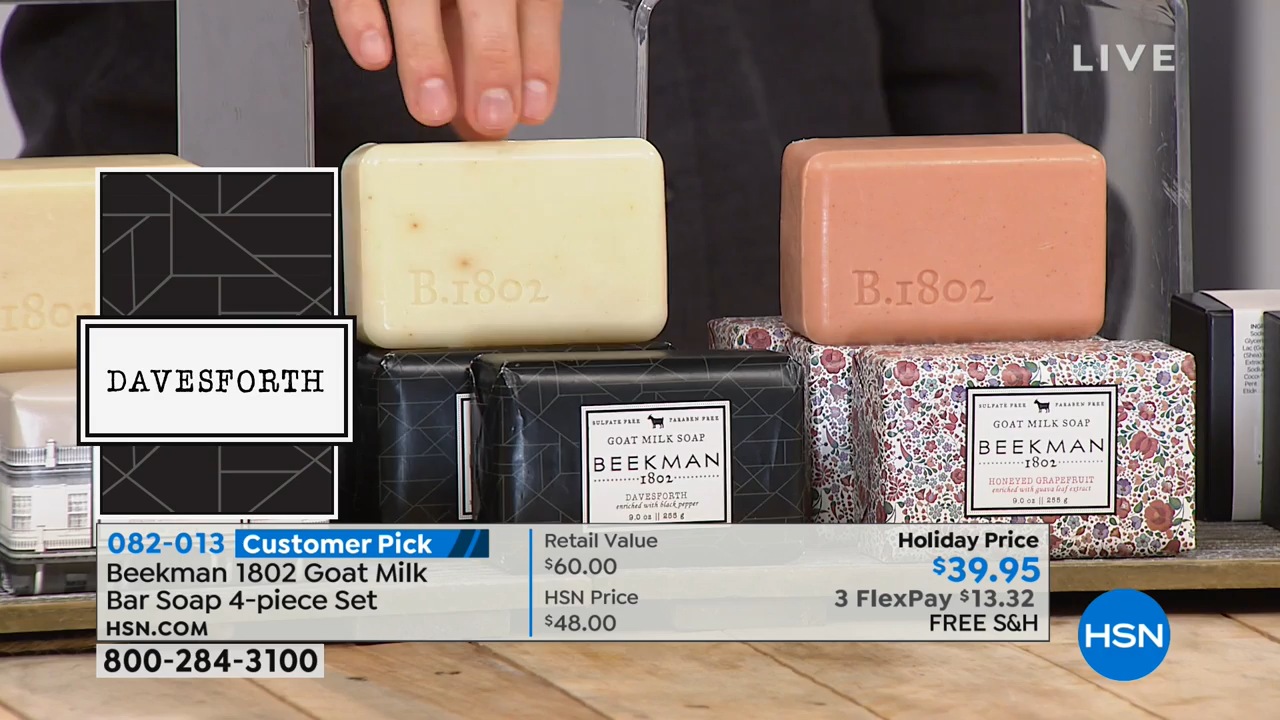 LIVE
B.1802
B.1802
1802
DAVESFORTH
SULFATE FREE PARABEN FREE
GOAT MILK SOAP
BEEKMAN
1802
DAVESFORTH
enriched with black pepper
9.0 oz || 255 g
SULFATE FREE PARABEN FREE
GOAT MILK SOAP
BEEKMAN
1802
HONEYED GRAPEFRUIT
enriched with guava leaf extract
9.0 oz || 255 g
082-013 Customer Pick
Beekman 1802 Goat Milk
Bar Soap 4-piece Set
HSN.COM
800-284-3100
Retail Value
$60.00
HSN Price
$48.00
Holiday Price
$39.95
3 FlexPay $13.32
FREE S&H
HSN